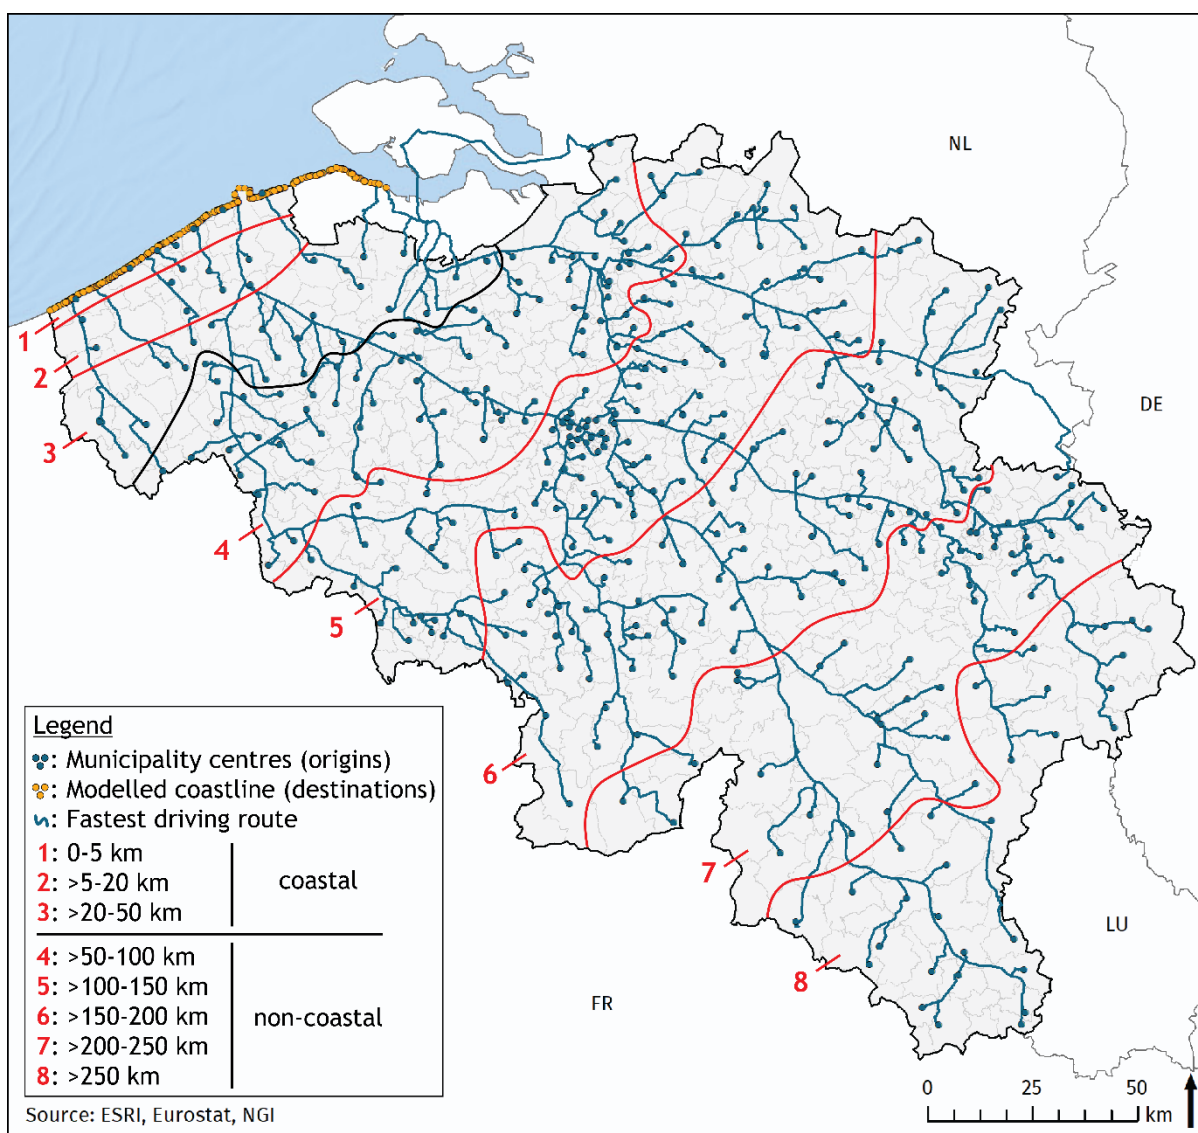 NL
DE
LU
FR
1
2
3
4
5
6
7
8
Legend
: Municipality centres (origins)
: Modelled coastline (destinations)
: Fastest driving route
1: 0-5 km
2: >5-20 km
3: >20-50 km
coastal
4: >50-100 km
5: >100-150 km
6: >150-200 km
7: >200-250 km
8: >250 km
non-coastal
Source: ESRI, Eurostat, NGI
0 25 50
km